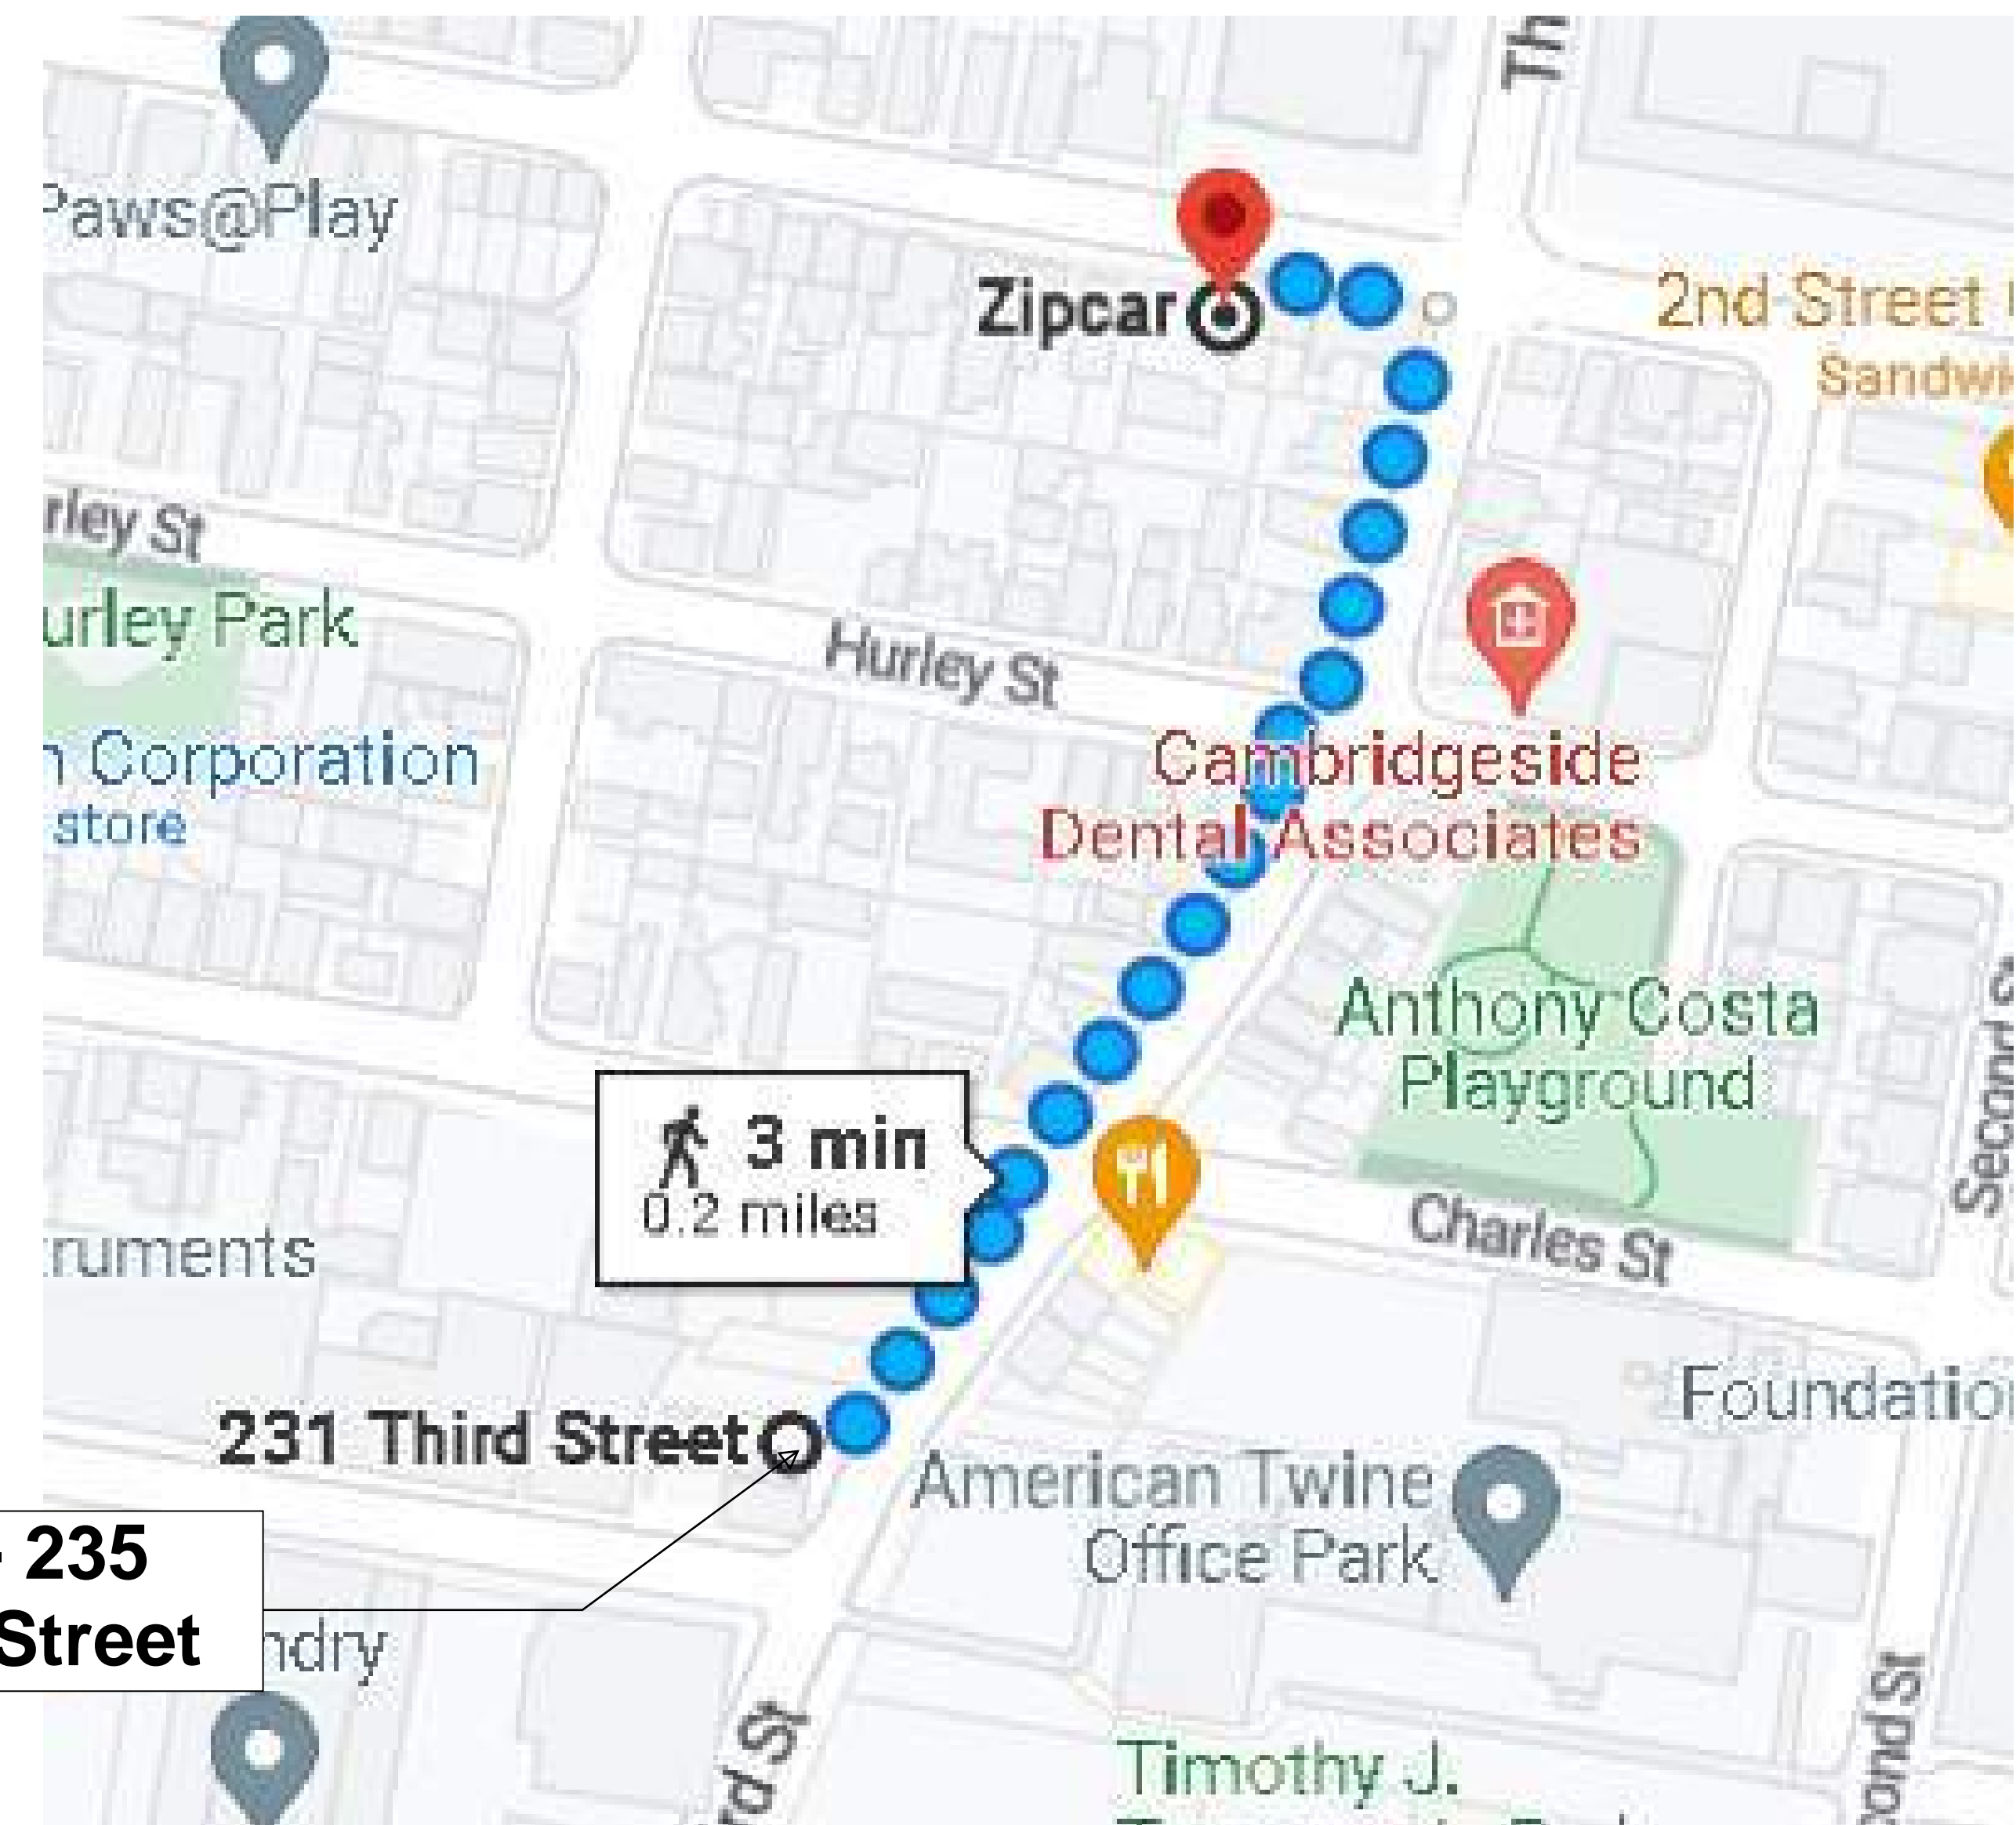 Th
Paws@Play
Zipcar
2nd Street
rley St
urley Park
Hurley St
n Corporation
store
Cambridgeside
Dental Associates
Anthony Costa
Playground
Second St
3 min
0.2 miles
truments
Charles St
231 Third Street
Foundatio
American Twine
Office Park
235
Street
ndry
rd St
ond St
Timothy J.